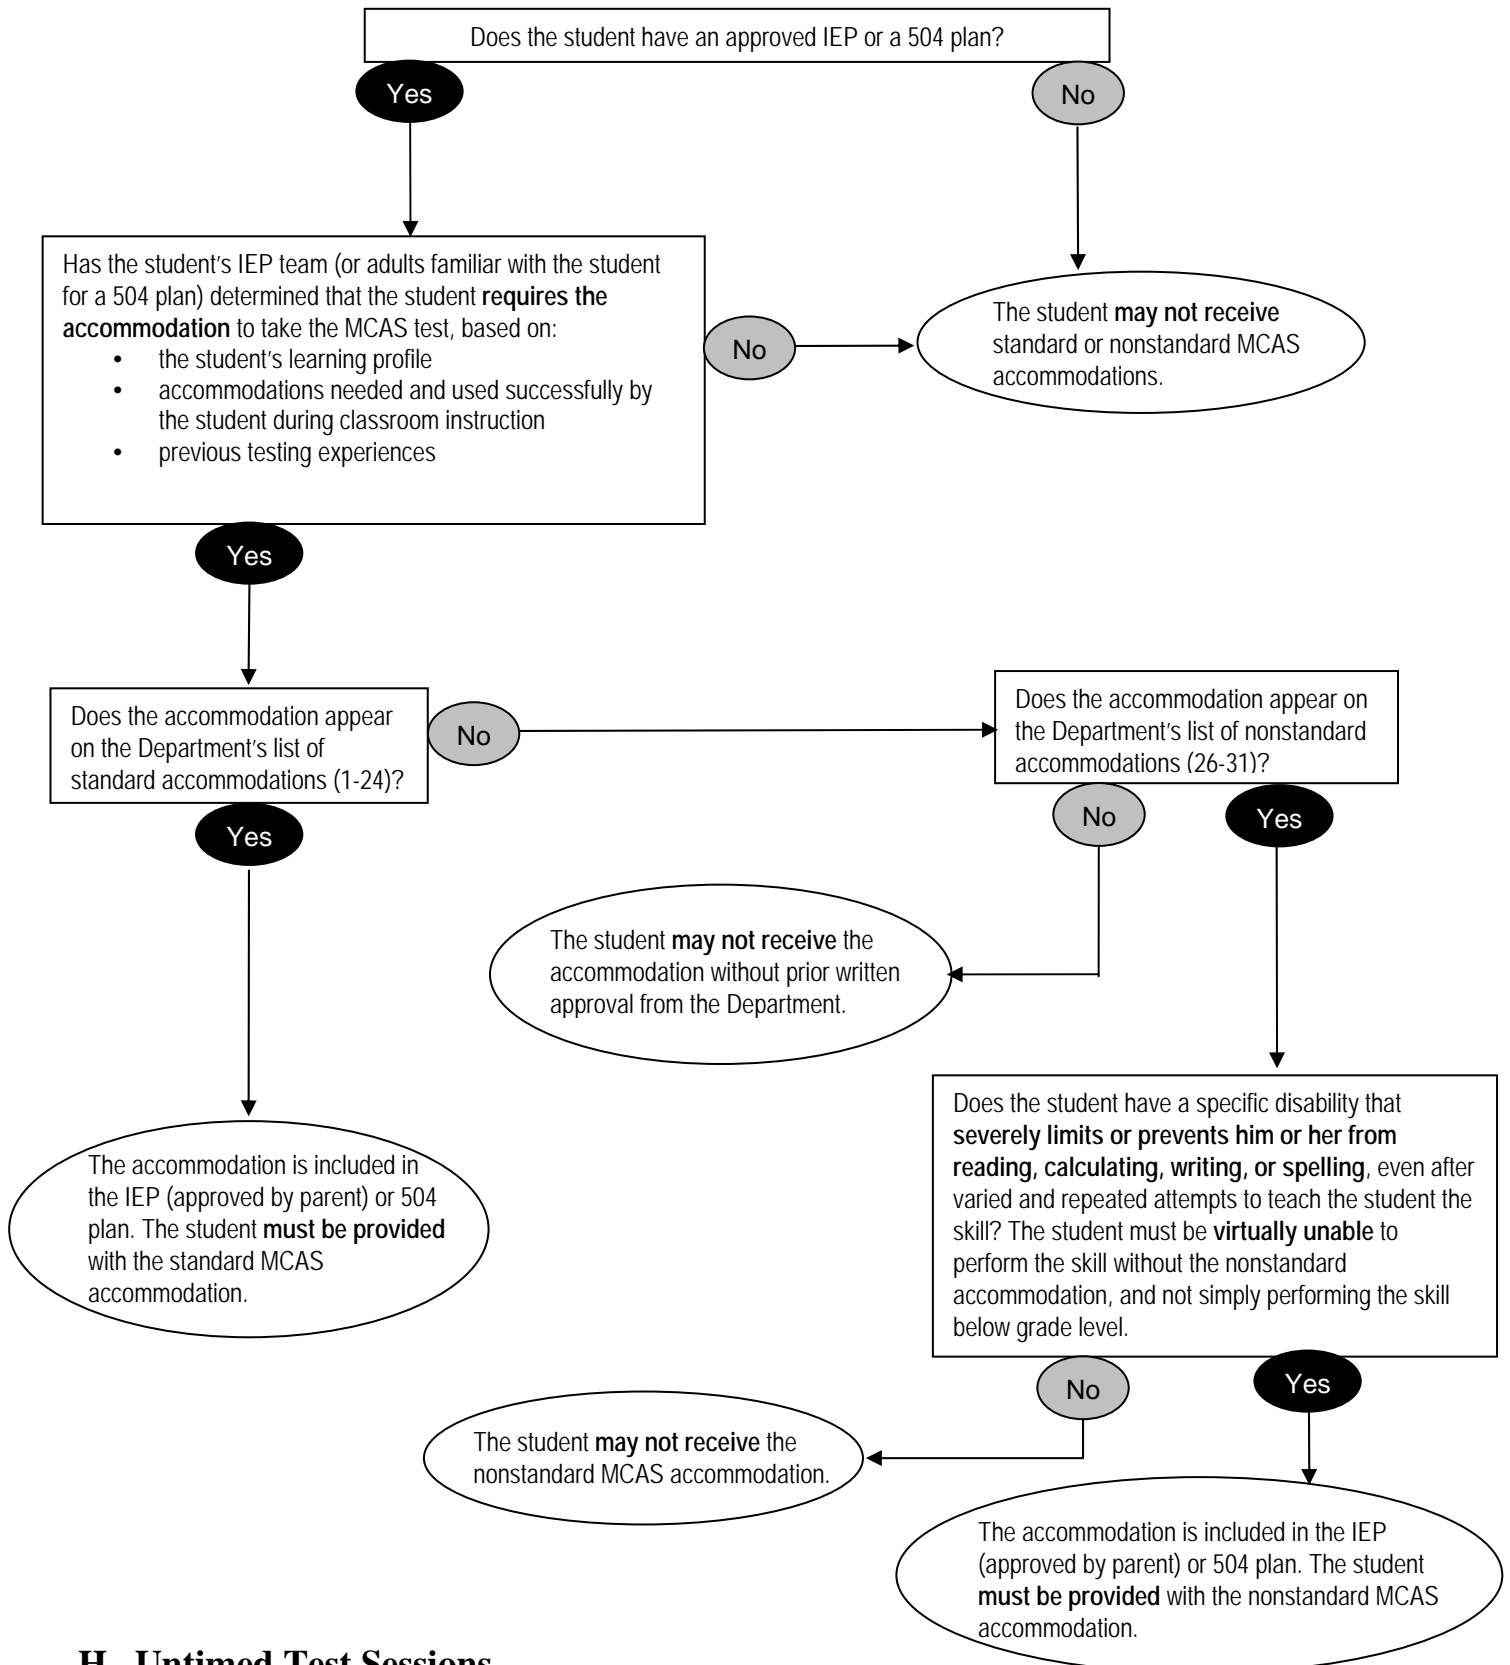 Does the student have an approved IEP or a 504 plan?
Yes
No
Has the student's IEP team (or adults familiar with the student
for a 504 plan) determined that the student requires the
accommodation to take the MCAS test, based on:
• the student's learning profile
• accommodations needed and used successfully by
the student during classroom instruction
• previous testing experiences
No
The student may not receive
standard or nonstandard MCAS
accommodations.
Yes
Does the accommodation appear
on the Department's list of
standard accommodations (1-24)?
No
Does the accommodation appear on
the Department's list of nonstandard
accommodations (26-31)?
Yes
No
Yes
The student may not receive the
accommodation without prior written
approval from the Department.
The accommodation is included in
the IEP (approved by parent) or 504
plan. The student must be provided
with the standard MCAS
accommodation.
Does the student have a specific disability that
severely limits or prevents him or her from
reading, calculating, writing, or spelling, even after
varied and repeated attempts to teach the student the
skill? The student must be virtually unable to
perform the skill without the nonstandard
accommodation, and not simply performing the skill
below grade level.
No
Yes
The student may not receive the
nonstandard MCAS accommodation.
The accommodation is included in the IEP
(approved by parent) or 504 plan. The student
must be provided with the nonstandard MCAS
accommodation.
H. Untimed Test Sessions